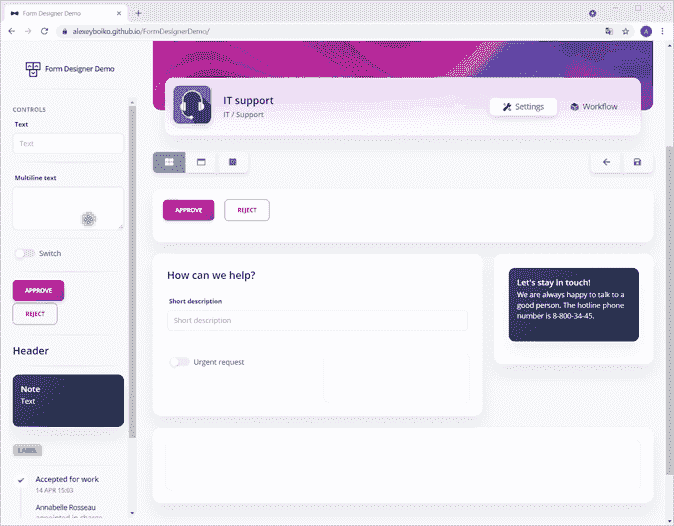 Form Designer Demo
alexeyboiko.github.io/FormDesignerDemo/
A
Form Designer Demo
CONTROLS
Text
Text
Multiline text
Switch
APPROVE
REJECT
Header
Note
Text
LABEL
Accepted for work
14 APR 15:03
Annabelle Rosseau
appointed in charge
IT support
IT / Support
Settings
Workflow
APPROVE
REJECT
How can we help?
Short description
Short description
Urgent request
Let's stay in touch!
We are always happy to talk to a
good person. The hotline phone
number is 8-800-34-45.